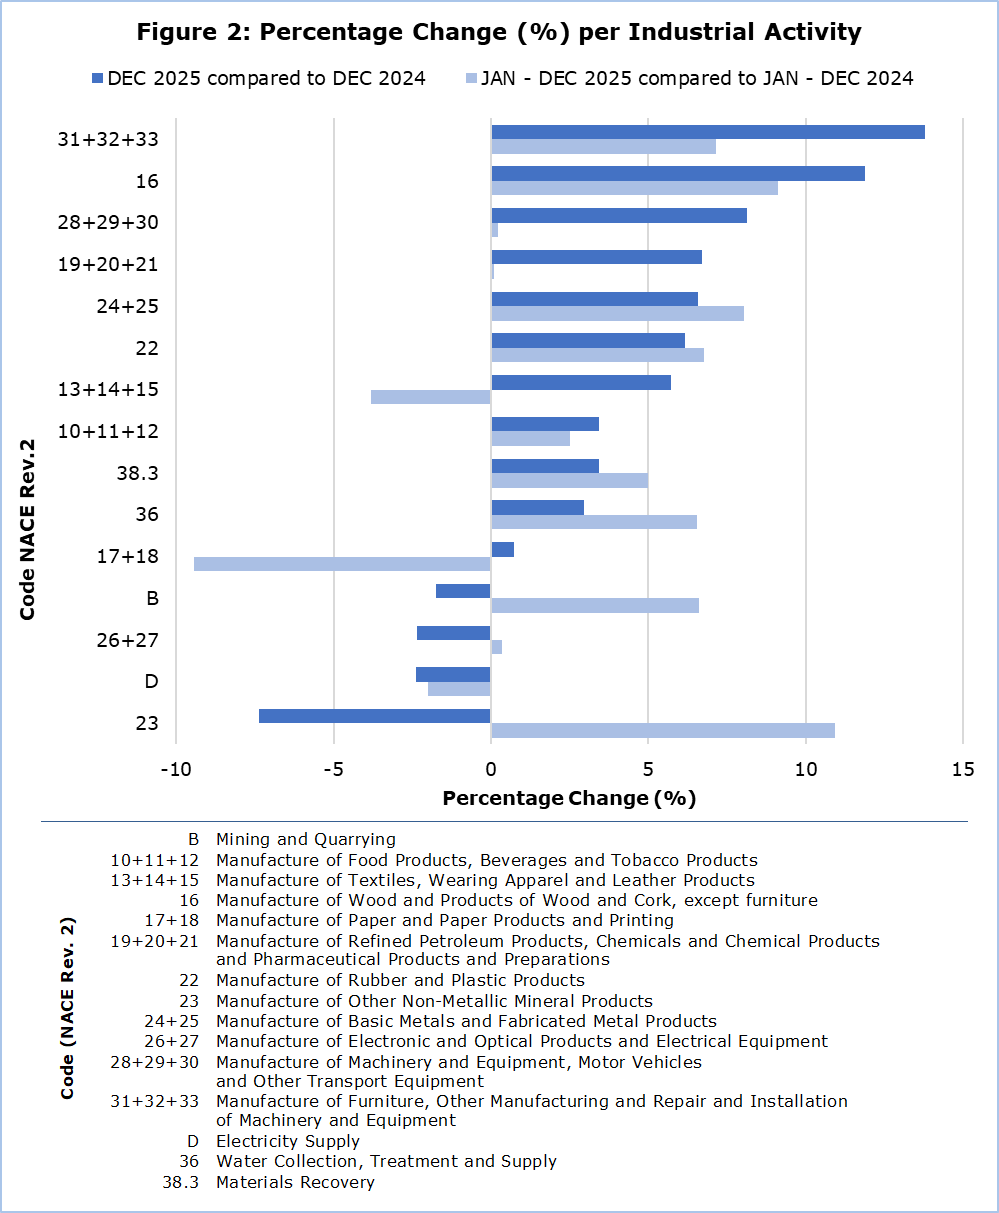 Figure 2: Percentage Change (%) per Industrial Activity
DEC 2025 compared to DEC 2024 JAN - DEC 2025 compared to JAN - DEC 2024
31+32+33
16
28+29+30
19+20+21
24+25
22
13+14+15
10+11+12
38.3
36
17+18
B
26+27
D
23
Code NACE Rev.2
-10 -5 0 5 10 15
Percentage Change (%)
Code (NACE Rev. 2)
B Mining and Quarrying
10+11+12 Manufacture of Food Products, Beverages and Tobacco Products
13+14+15 Manufacture of Textiles, Wearing Apparel and Leather Products
16 Manufacture of Wood and Products of Wood and Cork, except furniture
17+18 Manufacture of Paper and Paper Products and Printing
19+20+21 Manufacture of Refined Petroleum Products, Chemicals and Chemical Products
and Pharmaceutical Products and Preparations
22 Manufacture of Rubber and Plastic Products
23 Manufacture of Other Non-Metallic Mineral Products
24+25 Manufacture of Basic Metals and Fabricated Metal Products
26+27 Manufacture of Electronic and Optical Products and Electrical Equipment
28+29+30 Manufacture of Machinery and Equipment, Motor Vehicles
and Other Transport Equipment
31+32+33 Manufacture of Furniture, Other Manufacturing and Repair and Installation
of Machinery and Equipment
D Electricity Supply
36 Water Collection, Treatment and Supply
38.3 Materials Recovery